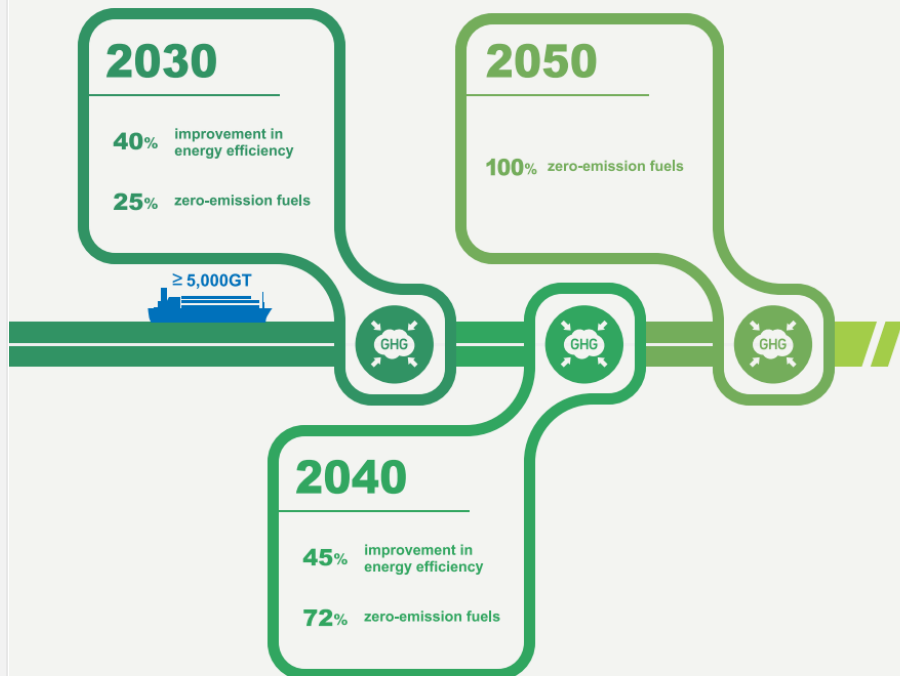 2030
40% improvement in
energy efficiency
25% zero-emission fuels
2050
100% zero-emission fuels
≥ 5,000GT
GHG
GHG
GHG
2040
45% improvement in
energy efficiency
72% zero-emission fuels